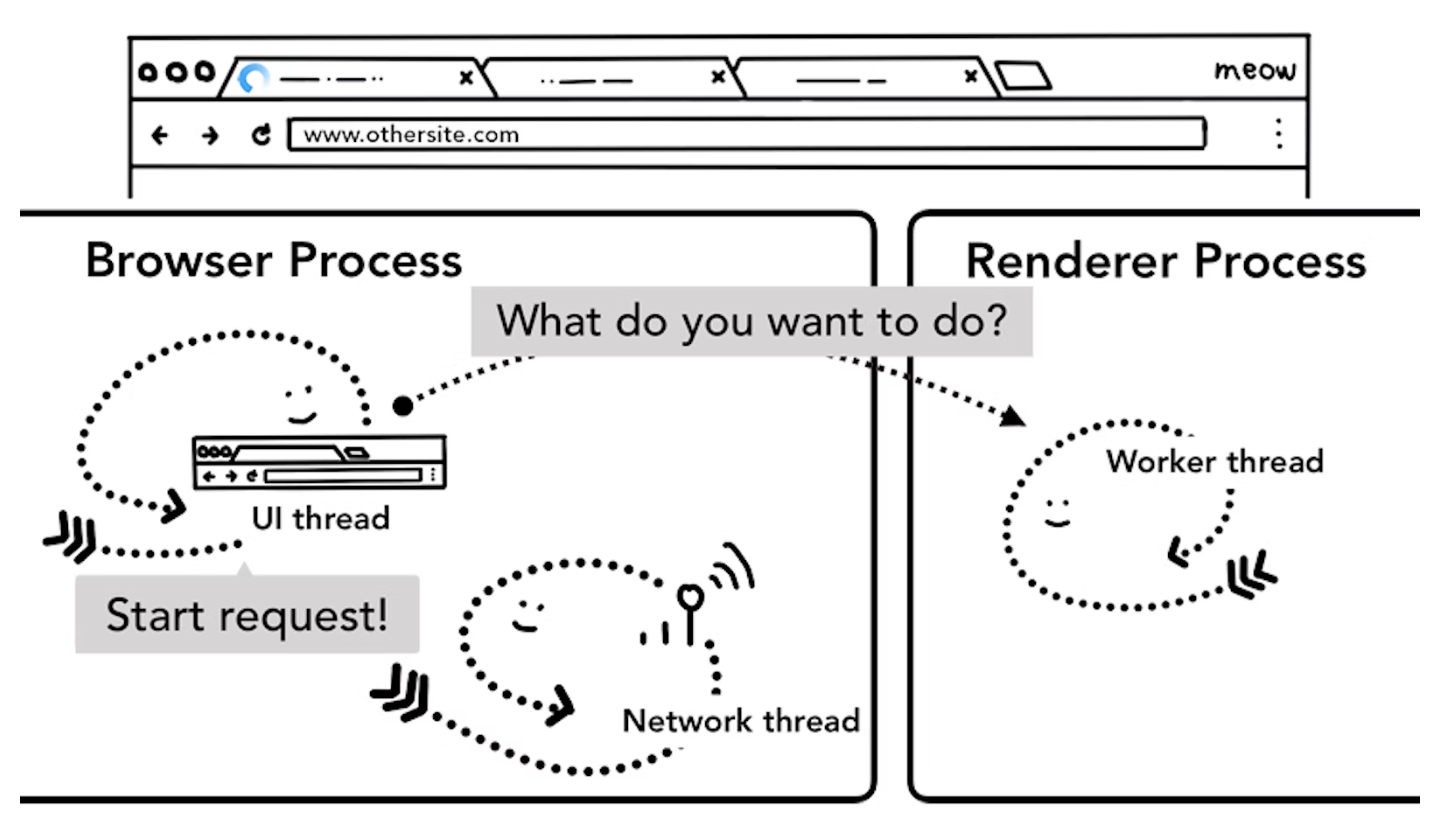 meow
www.othersite.com
Browser Process
Renderer Process
What do you want to do?
Worker thread
UI thread
Start request!
Network thread